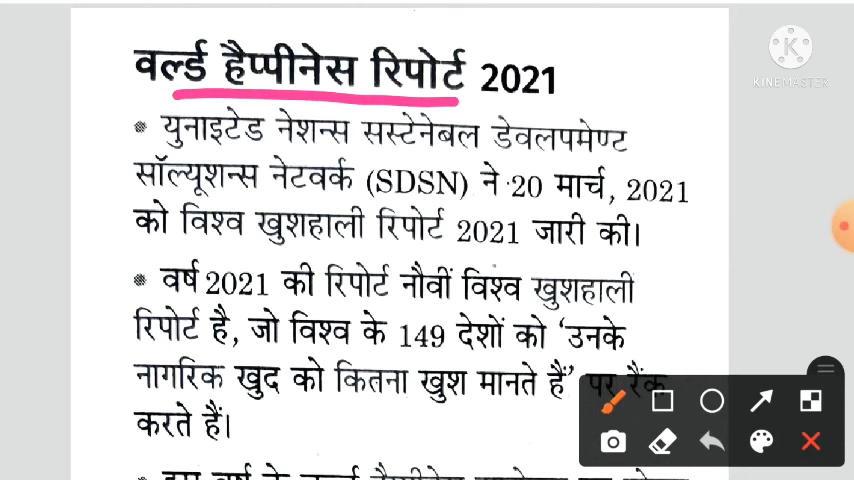 वर्ल्ड हैप्पीनेस रिपोर्ट 2021
KINEMASTER
• युनाइटेड नेशन्स सस्टेनेबल डेवलपमेण्ट
सॉल्यूशन्स नेटवर्क (SDSN) ने 20 मार्च, 2021
को विश्व खुशहाली रिपोर्ट 2021 जारी की।
• वर्ष 2021 की रिपोर्ट नौवीं विश्व खुशहाली
रिपोर्ट है, जो विश्व के 149 देशों को ‘उनके
नागरिक खुद को कितना खुश मानते हैं’ पर रैंक
करते हैं।